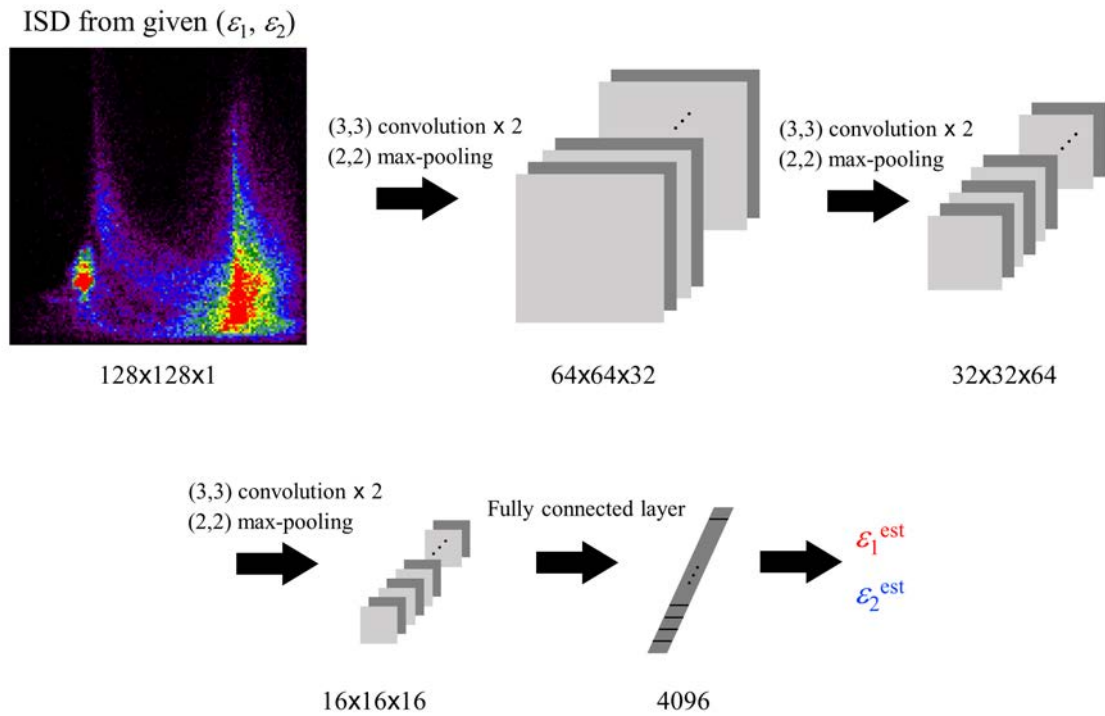 ISD from given (ε₁, ε₂)
(3,3) convolution x 2
(2,2) max-pooling
(3,3) convolution x 2
(2,2) max-pooling
128x128x1
64x64x32
32x32x64
(3,3) convolution x 2
(2,2) max-pooling
Fully connected layer
ε₁ᵉˢᵗ
ε₂ᵉˢᵗ
16x16x16
4096